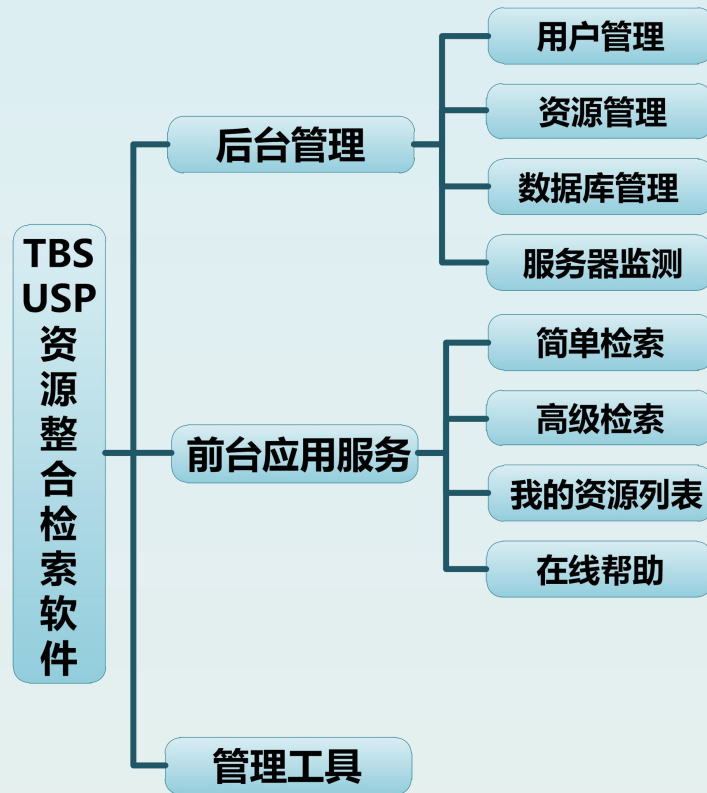 TBS
USP
资
源
整
合
检
索
软
件
后台管理
用户管理
资源管理
数据库管理
服务器监测
前台应用服务
简单检索
高级检索
我的资源列表
在线帮助
管理工具